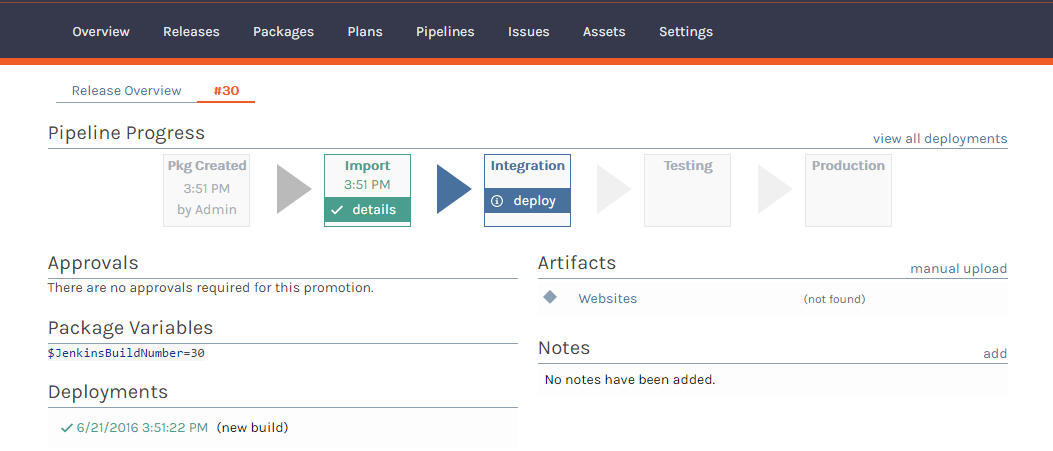 Overview Releases Packages Plans Pipelines Issues Assets Settings
Release Overview #30
Pipeline Progress
view all deployments
Pkg Created
3:51 PM
by Admin
Import
3:51 PM
details
Integration
deploy
Testing
Production
Approvals
There are no approvals required for this promotion.
Package Variables
$JenkinsBuildNumber=30
Deployments
6/21/2016 3:51:22 PM (new build)
Artifacts
manual upload
Websites (not found)
Notes
add
No notes have been added.